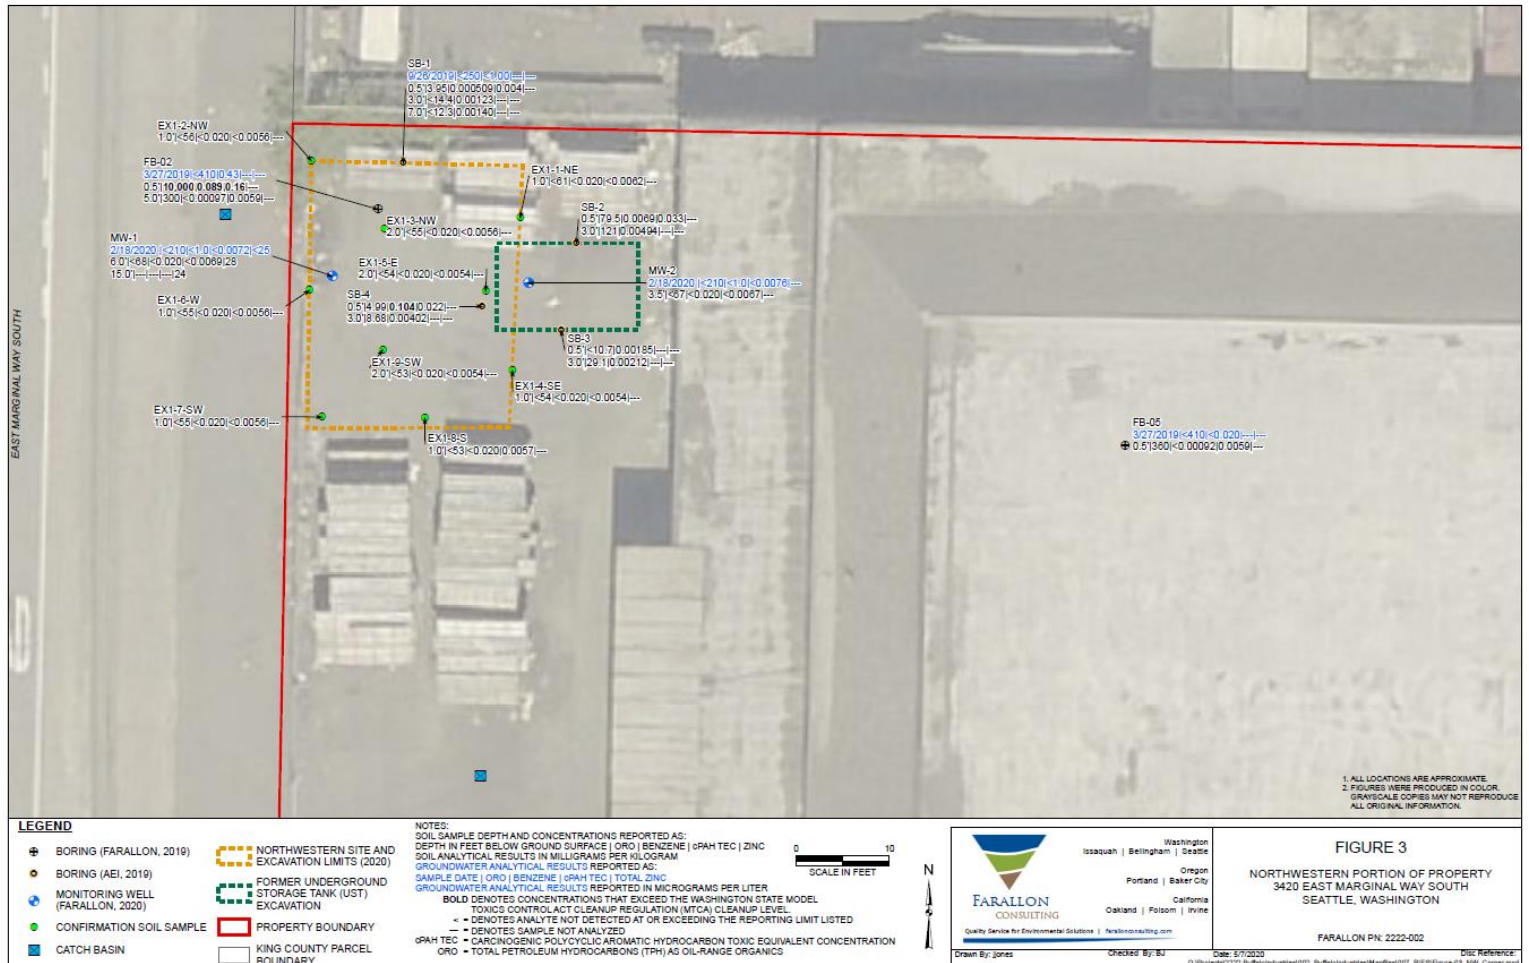 SB-1
9/26/2019|<250|<1.00|---|---
0.5'|3.95|0.000509|0.004|---
3.0'|<14.4|0.00123|---|---
7.0'|<12.3|0.00140|---|---
EX1-2-NW
1.0'|<56|<0.020|<0.0056|---
FB-02
3/27/2019|<410|0.43|---|---
0.5'|10,000|0.089|0.16|---
5.0'|300|<0.00097|0.0059|---
EX1-1-NE
1.0'|<61|<0.020|<0.0062|---
SB-2
0.5'|79.5|0.0069|0.033|---
3.0'|121|0.00494|---|---
EX1-3-NW
2.0'|<55|<0.020|<0.0056|---
MW-1
2/18/2020|<210|<1.0|<0.0072|<25
6.0'|<68|<0.020|<0.0069|28
15.0'|---|---|---|24
EX1-5-E
2.0'|<54|<0.020|<0.0054|---
MW-2
2/18/2020|<210|<1.0|<0.0076|---
3.5'|<67|<0.020|<0.0067|---
EX1-6-W
1.0'|<55|<0.020|<0.0056|---
SB-4
0.5'|4.99|0.104|0.022|---
3.0'|8.68|0.00402|---|---
SB-3
0.5'|<10.7|0.00185|---|---
3.0'|29.1|0.00212|---|---
EX1-9-SW
2.0'|<53|<0.020|<0.0054|---
EX1-4-SE
1.0'|<54|<0.020|<0.0054|---
EX1-7-SW
1.0'|<55|<0.020|<0.0056|---
EX1-8-S
1.0'|<53|<0.020|0.0057|---
FB-05
3/27/2019|<410|<0.020|---|---
0.5'|360|<0.00092|0.0059|---
EAST MARGINAL WAY SOUTH
1. ALL LOCATIONS ARE APPROXIMATE.
2. FIGURES WERE PRODUCED IN COLOR.
GRAYSCALE COPIES MAY NOT REPRODUCE
ALL ORIGINAL INFORMATION.
LEGEND
BORING (FARALLON, 2019)
BORING (AEI, 2019)
MONITORING WELL
(FARALLON, 2020)
CONFIRMATION SOIL SAMPLE
CATCH BASIN
NORTHWESTERN SITE AND
EXCAVATION LIMITS (2020)
FORMER UNDERGROUND
STORAGE TANK (UST)
EXCAVATION
PROPERTY BOUNDARY
KING COUNTY PARCEL
BOUNDARY
NOTES:
SOIL SAMPLE DEPTH AND CONCENTRATIONS REPORTED AS:
DEPTH IN FEET BELOW GROUND SURFACE | ORO | BENZENE | cPAH TEC | ZINC
SOIL ANALYTICAL RESULTS IN MILLIGRAMS PER KILOGRAM
GROUNDWATER ANALYTICAL RESULTS REPORTED AS:
SAMPLE DATE | ORO | BENZENE | cPAH TEC | TOTAL ZINC
GROUNDWATER ANALYTICAL RESULTS REPORTED IN MICROGRAMS PER LITER
BOLD DENOTES CONCENTRATIONS THAT EXCEED THE WASHINGTON STATE MODEL
TOXICS CONTROL ACT CLEANUP REGULATION (MTCA) CLEANUP LEVEL.
< = DENOTES ANALYTE NOT DETECTED AT OR EXCEEDING THE REPORTING LIMIT LISTED
— = DENOTES SAMPLE NOT ANALYZED
cPAH TEC = CARCINOGENIC POLYCYCLIC AROMATIC HYDROCARBON TOXIC EQUIVALENT CONCENTRATION
ORO = TOTAL PETROLEUM HYDROCARBONS (TPH) AS OIL-RANGE ORGANICS
0 10
SCALE IN FEET
N
FARALLON
CONSULTING
Quality Service for Environmental Solutions | farallonconsulting.com
Washington
Issaquah | Bellingham | Seattle
Oregon
Portland | Baker City
California
Oakland | Folsom | Irvine
FIGURE 3
NORTHWESTERN PORTION OF PROPERTY
3420 EAST MARGINAL WAY SOUTH
SEATTLE, WASHINGTON
FARALLON PN: 2222-002
Drawn By: jjones Checked By: BJ Date: 5/7/2020 Disc Reference: